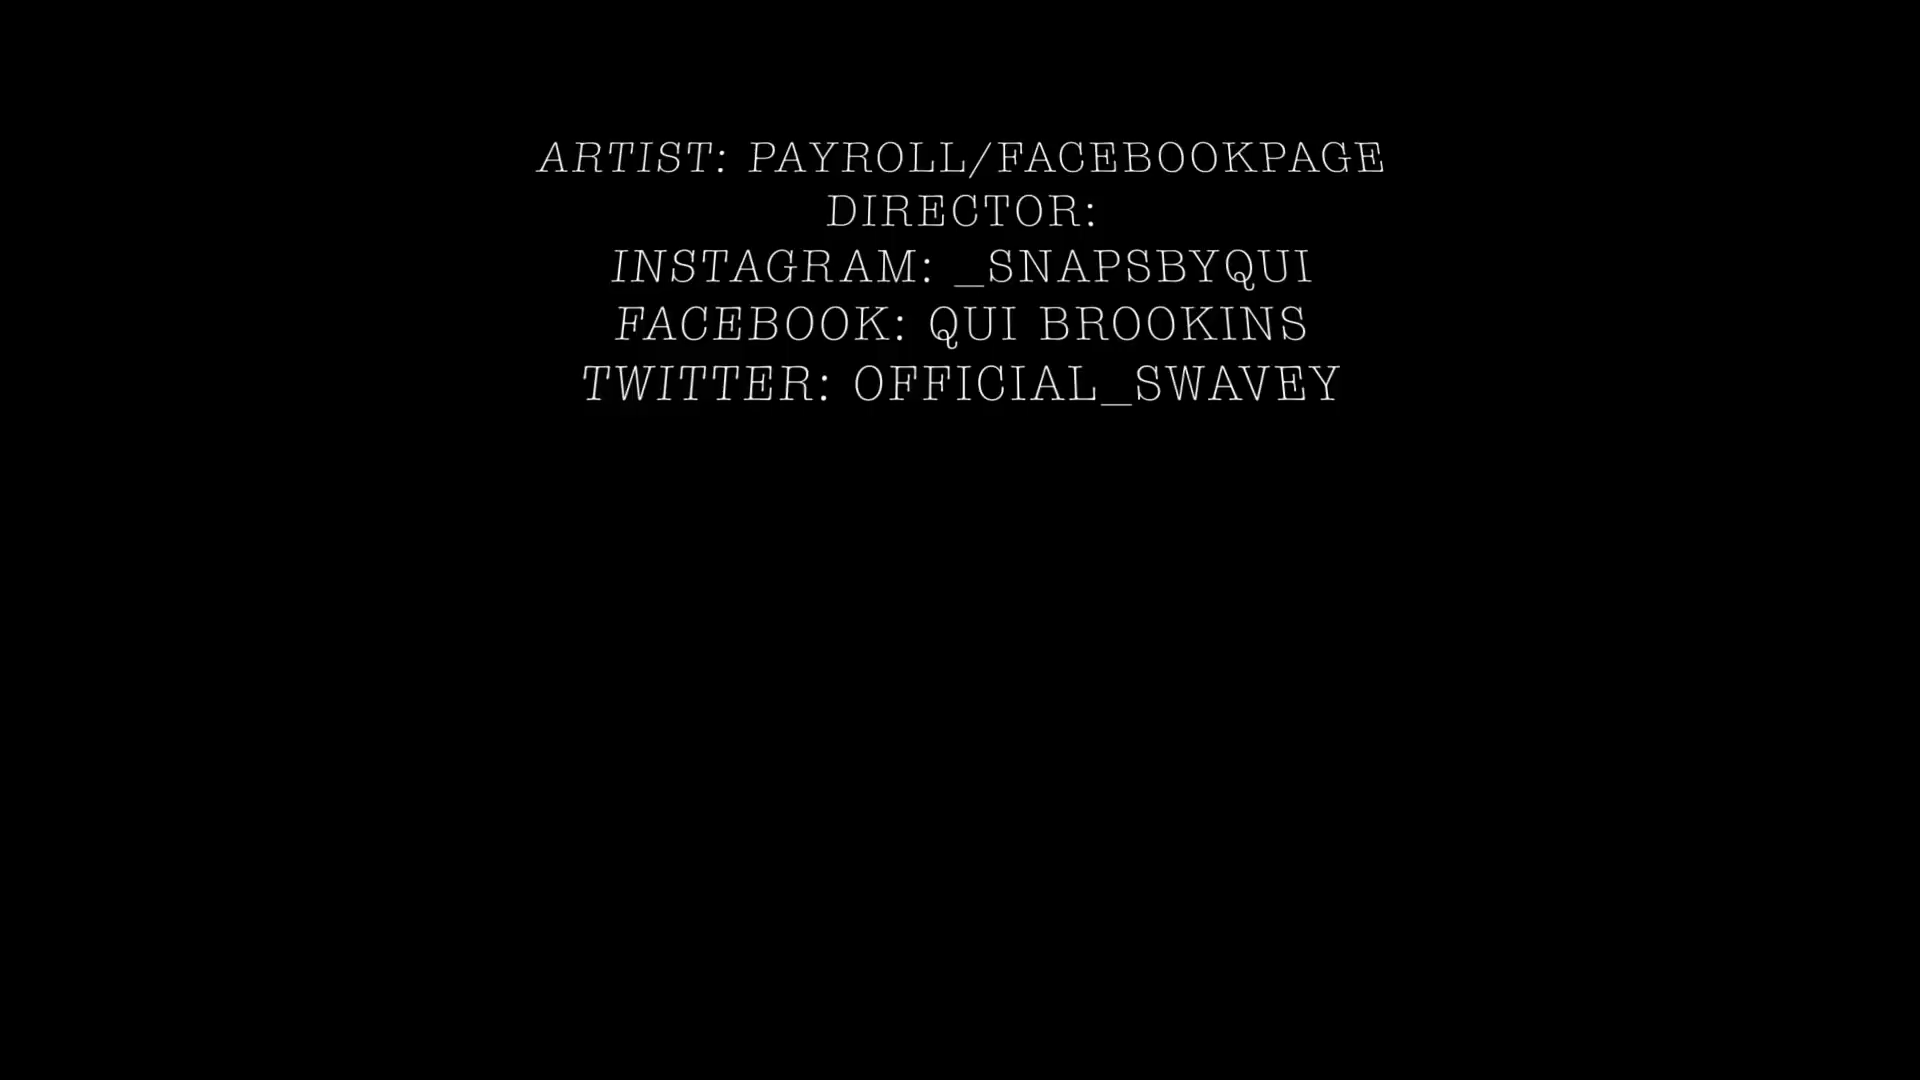 ARTIST: PAYROLL/FACEBOOKPAGE
DIRECTOR:
INSTAGRAM: _SNAPSBYQUI
FACEBOOK: QUI BROOKINS
TWITTER: OFFICIAL_SWAVEY